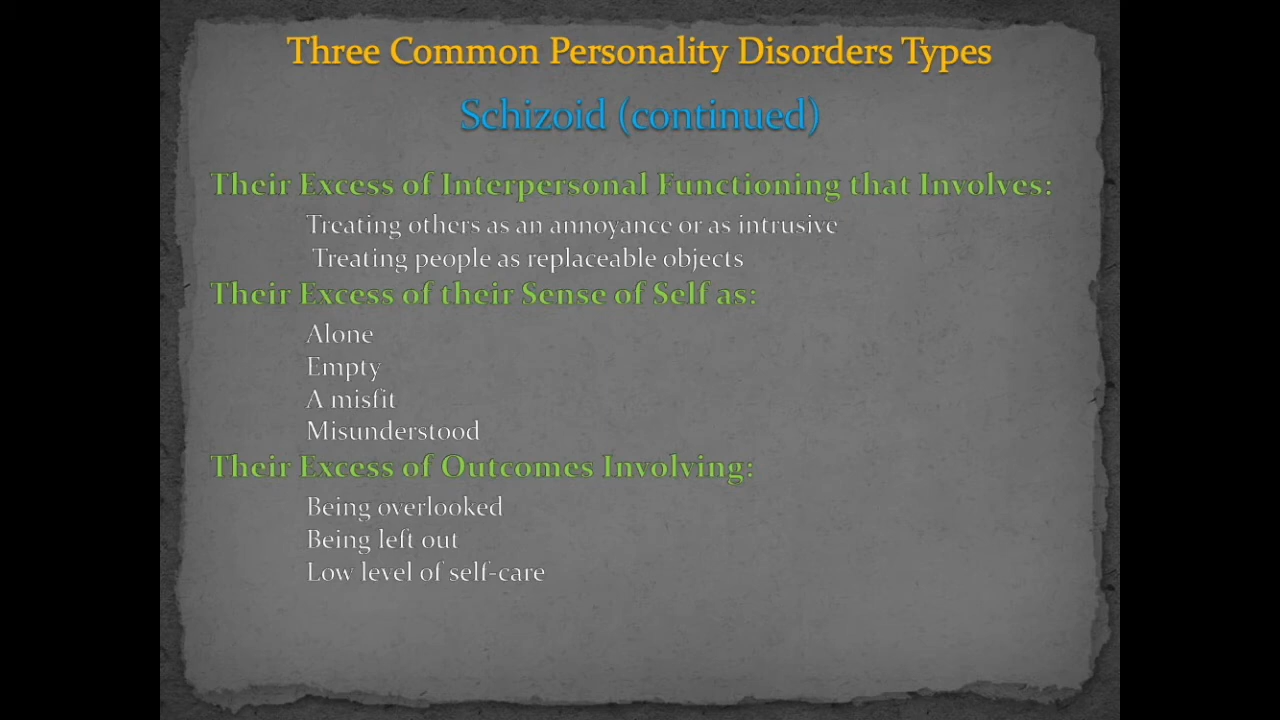 Three Common Personality Disorders Types
Schizoid (continued)
Their Excess of Interpersonal Functioning that Involves:
Treating others as an annoyance or as intrusive
Treating people as replaceable objects
Their Excess of their Sense of Self as:
Alone
Empty
A misfit
Misunderstood
Their Excess of Outcomes Involving:
Being overlooked
Being left out
Low level of self-care